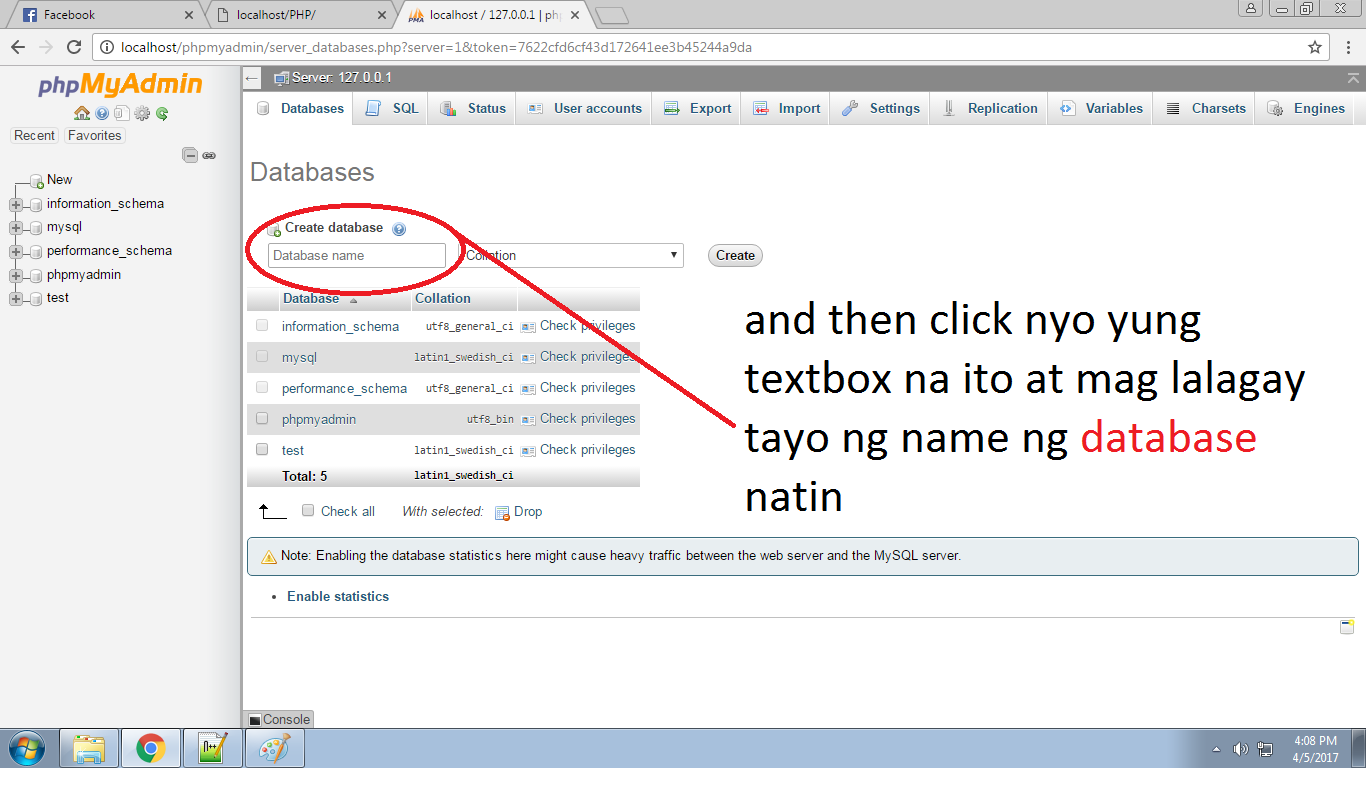 Facebook
localhost/PHP/
localhost / 127.0.0.1 | ph
localhost/phpmyadmin/server_databases.php?server=1&token=7622cfd6cf43d172641ee3b45244a9da
phpMyAdmin
Recent Favorites
New
information_schema
mysql
performance_schema
phpmyadmin
test
Server: 127.0.0.1
Databases SQL Status User accounts Export Import Settings Replication Variables Charsets Engines
Databases
Create database
Database name Collation Create
Database Collation
information_schema utf8_general_ci Check privileges
mysql latin1_swedish_ci Check privileges
performance_schema utf8_general_ci Check privileges
phpmyadmin utf8_bin Check privileges
test latin1_swedish_ci Check privileges
Total: 5 latin1_swedish_ci
Check all With selected: Drop
and then click nyo yung
textbox na ito at mag lalagay
tayo ng name ng database
natin
Note: Enabling the database statistics here might cause heavy traffic between the web server and the MySQL server.
Enable statistics
Console
4:08 PM
4/5/2017